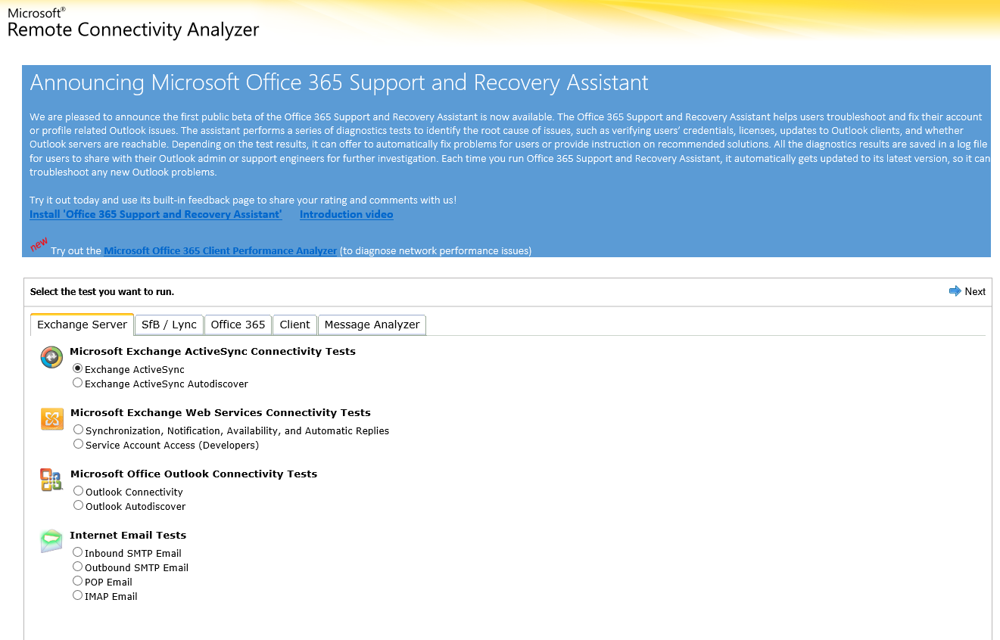 Microsoft®
Remote Connectivity Analyzer
Announcing Microsoft Office 365 Support and Recovery Assistant
We are pleased to announce the first public beta of the Office 365 Support and Recovery Assistant is now available. The Office 365 Support and Recovery Assistant helps users troubleshoot and fix their account
or profile related Outlook issues. The assistant performs a series of diagnostics tests to identify the root cause of issues, such as verifying users’ credentials, licenses, updates to Outlook clients, and whether
Outlook servers are reachable. Depending on the test results, it can offer to automatically fix problems for users or provide instruction on recommended solutions. All the diagnostics results are saved in a log file
for users to share with their Outlook admin or support engineers for further investigation. Each time you run Office 365 Support and Recovery Assistant, it automatically gets updated to its latest version, so it can
troubleshoot any new Outlook problems.
Try it out today and use its built-in feedback page to share your rating and comments with us!
Install 'Office 365 Support and Recovery Assistant' Introduction video
new Try out the Microsoft Office 365 Client Performance Analyzer (to diagnose network performance issues)
Select the test you want to run. Next
Exchange Server SfB / Lync Office 365 Client Message Analyzer
Microsoft Exchange ActiveSync Connectivity Tests
Exchange ActiveSync
Exchange ActiveSync Autodiscover
Microsoft Exchange Web Services Connectivity Tests
Synchronization, Notification, Availability, and Automatic Replies
Service Account Access (Developers)
Microsoft Office Outlook Connectivity Tests
Outlook Connectivity
Outlook Autodiscover
Internet Email Tests
Inbound SMTP Email
Outbound SMTP Email
POP Email
IMAP Email